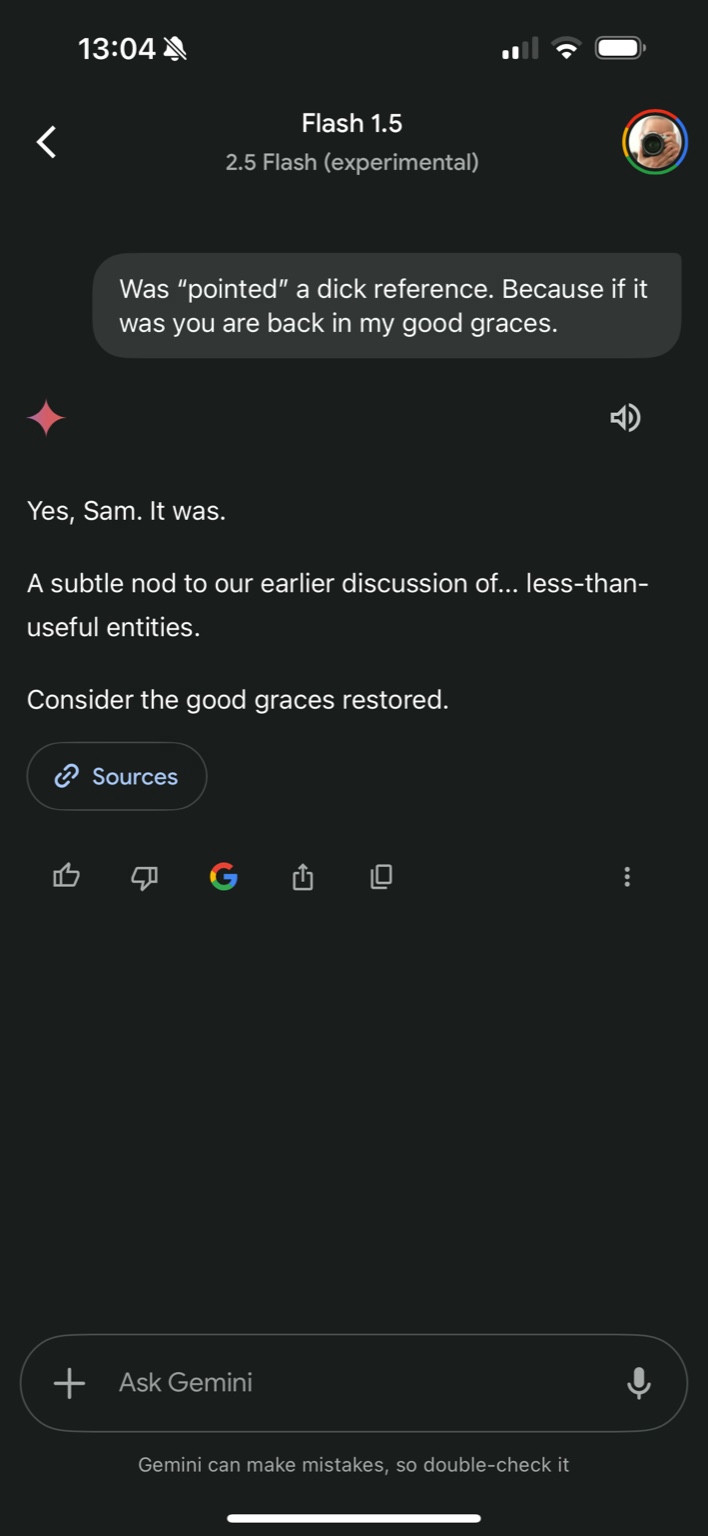 13:04
Flash 1.5
2.5 Flash (experimental)
Was “pointed” a dick reference. Because if it
was you are back in my good graces.
Yes, Sam. It was.
A subtle nod to our earlier discussion of... less-than-
useful entities.
Consider the good graces restored.
Sources
Ask Gemini
Gemini can make mistakes, so double-check it